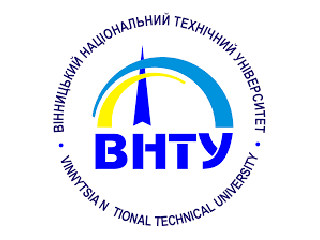 ВІННИЦЬКИЙ НАЦІОНАЛЬНИЙ ТЕХНІЧНИЙ УНІВЕРСИТЕТ
ВНТУ
VINNYTSIA N TIONAL TECHNICAL UNIVERSITY